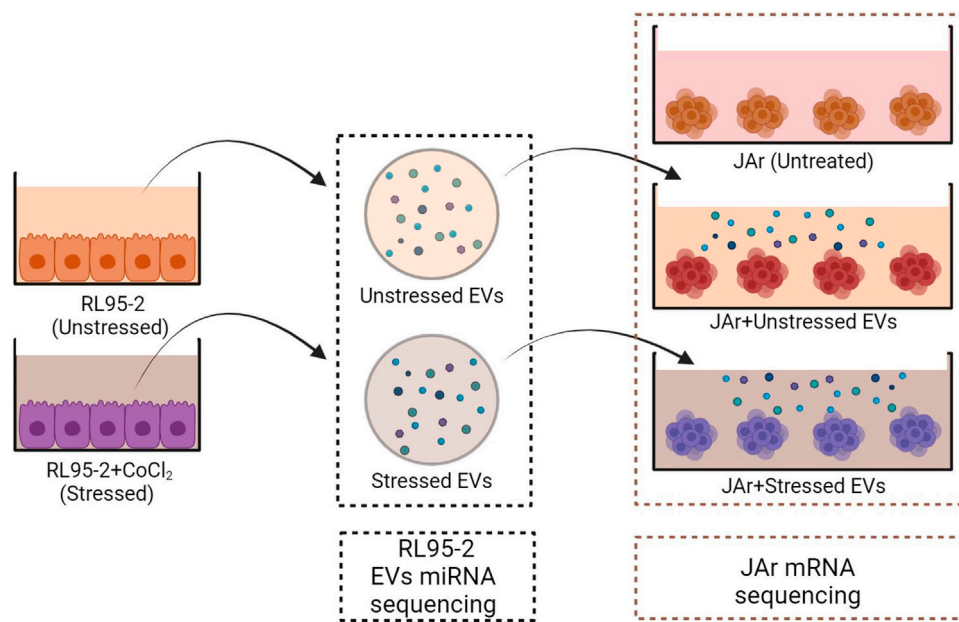 RL95-2
(Unstressed)
RL95-2+CoCl₂
(Stressed)
Unstressed EVs
Stressed EVs
RL95-2
EVs miRNA
sequencing
JAr (Untreated)
JAr+Unstressed EVs
JAr+Stressed EVs
JAr mRNA
sequencing